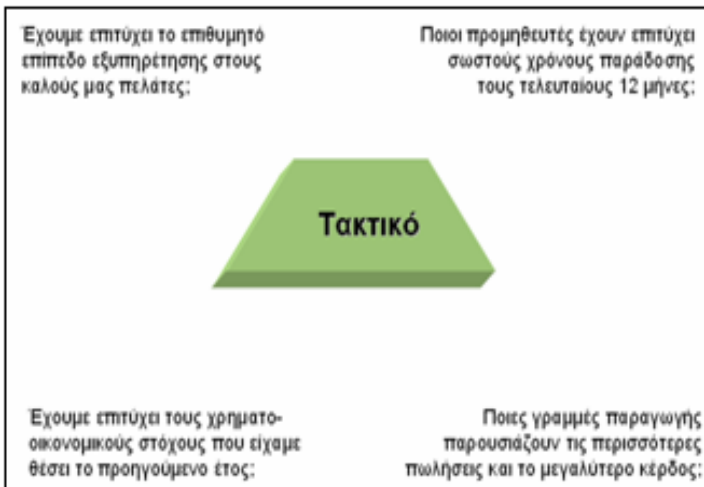 Έχουμε επιτύχει το επιθυμητό
επίπεδο εξυπηρέτησης στους
καλούς μας πελάτες;
Ποιοι προμηθευτές έχουν επιτύχει
σωστούς χρόνους παράδοσης
τους τελευταίους 12 μήνες;
Τακτικό
Έχουμε επιτύχει τους χρηματο-
οικονομικούς στόχους που είχαμε
θέσει το προηγούμενο έτος;
Ποιες γραμμές παραγωγής
παρουσιάζουν τις περισσότερες
πωλήσεις και το μεγαλύτερο κέρδος;